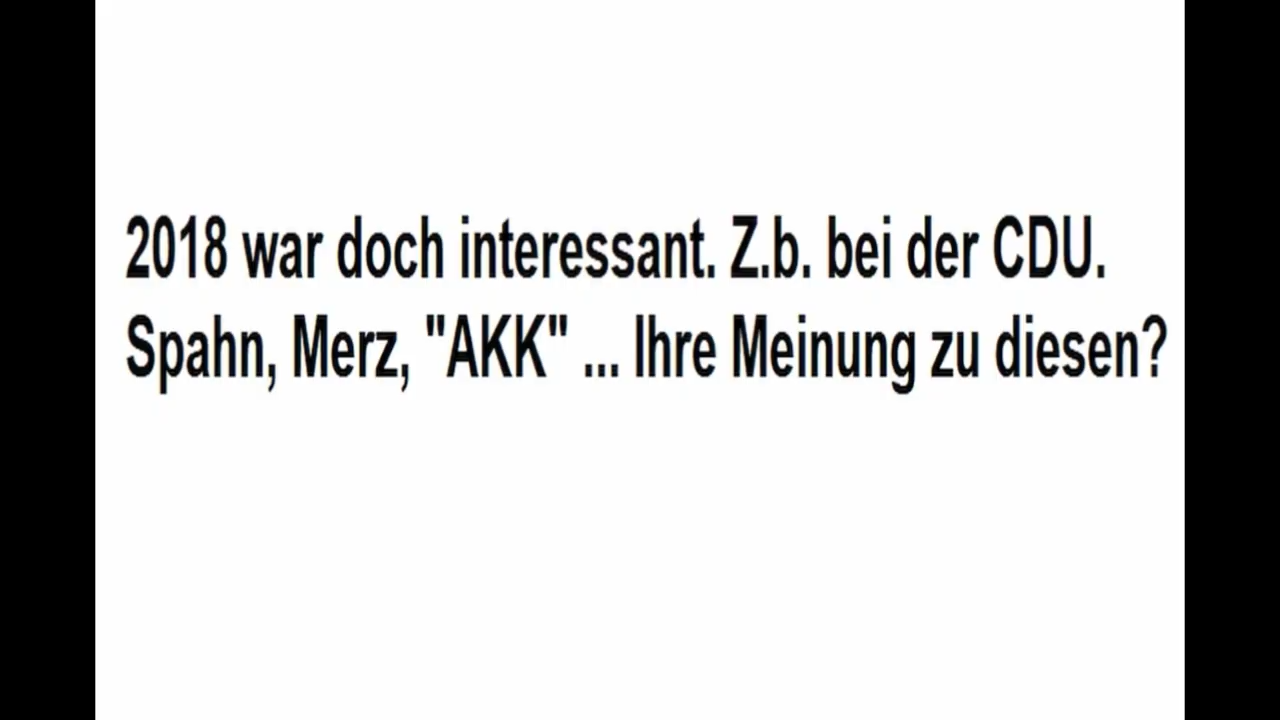 2018 war doch interessant. Z.b. bei der CDU.
Spahn, Merz, "AKK" ... Ihre Meinung zu diesen?